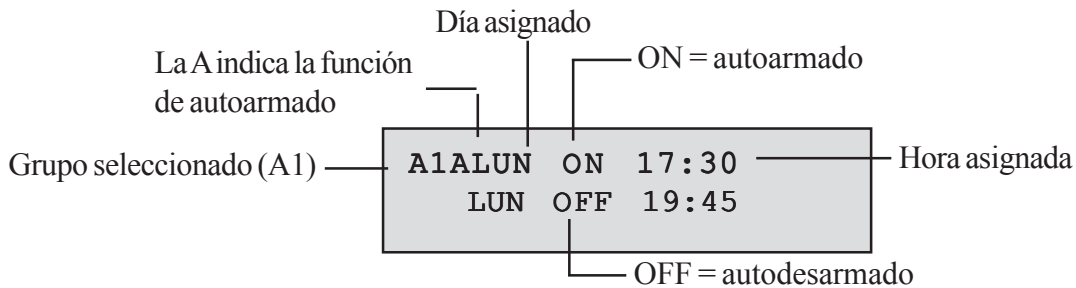 Día asignado
La A indica la función
de autoarmado
ON = autoarmado
Grupo seleccionado (A1)
A1ALUN ON 17:30
Hora asignada
LUN OFF 19:45
OFF = autodesarmado